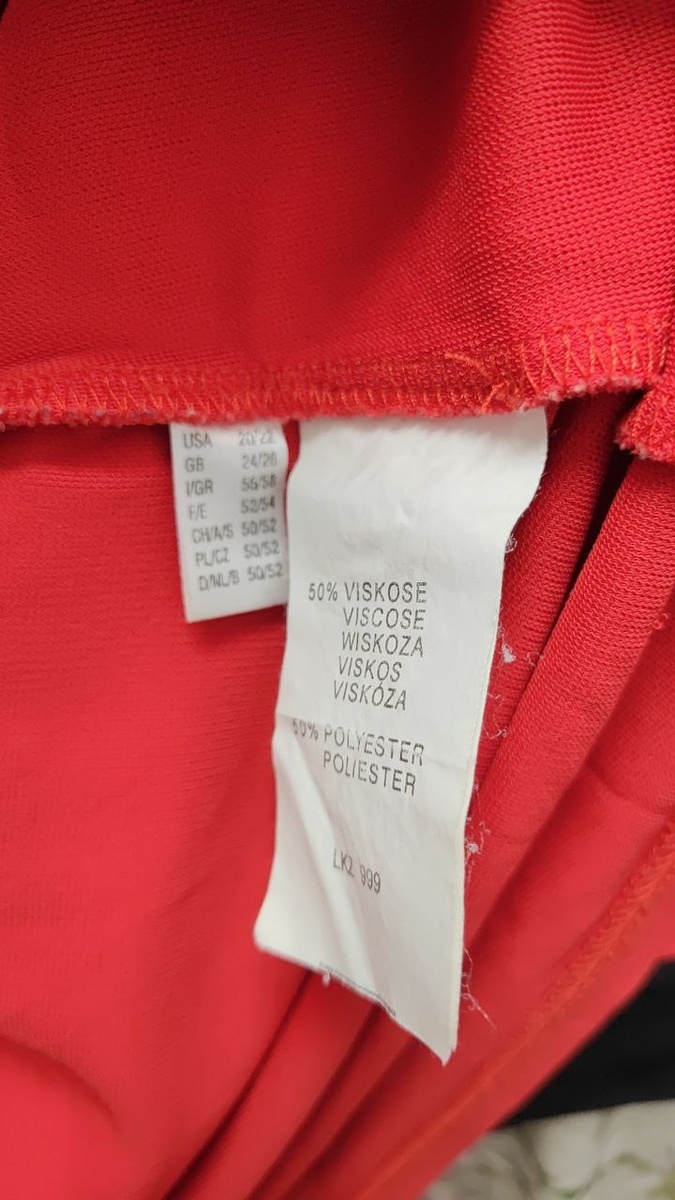 USA 20/22
GB 24/26
I/GR 56/58
F/E 52/54
CH/A/S 50/52
PL/CZ 50/52
D/NL/B 50/52
50% VISKOSE
VISCOSE
WISKOZA
VISKOS
VISKÓZA
50% POLYESTER
POLIESTER
LK2 999